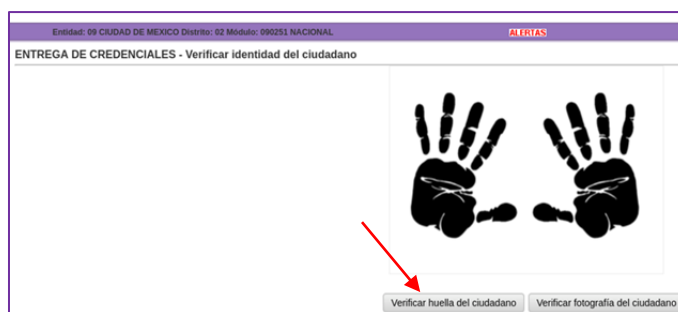 Entidad: 09 CIUDAD DE MEXICO Distrito: 02 Módulo: 090251 NACIONAL ALERTAS
ENTREGA DE CREDENCIALES - Verificar identidad del ciudadano
Verificar huella del ciudadano Verificar fotografía del ciudadano